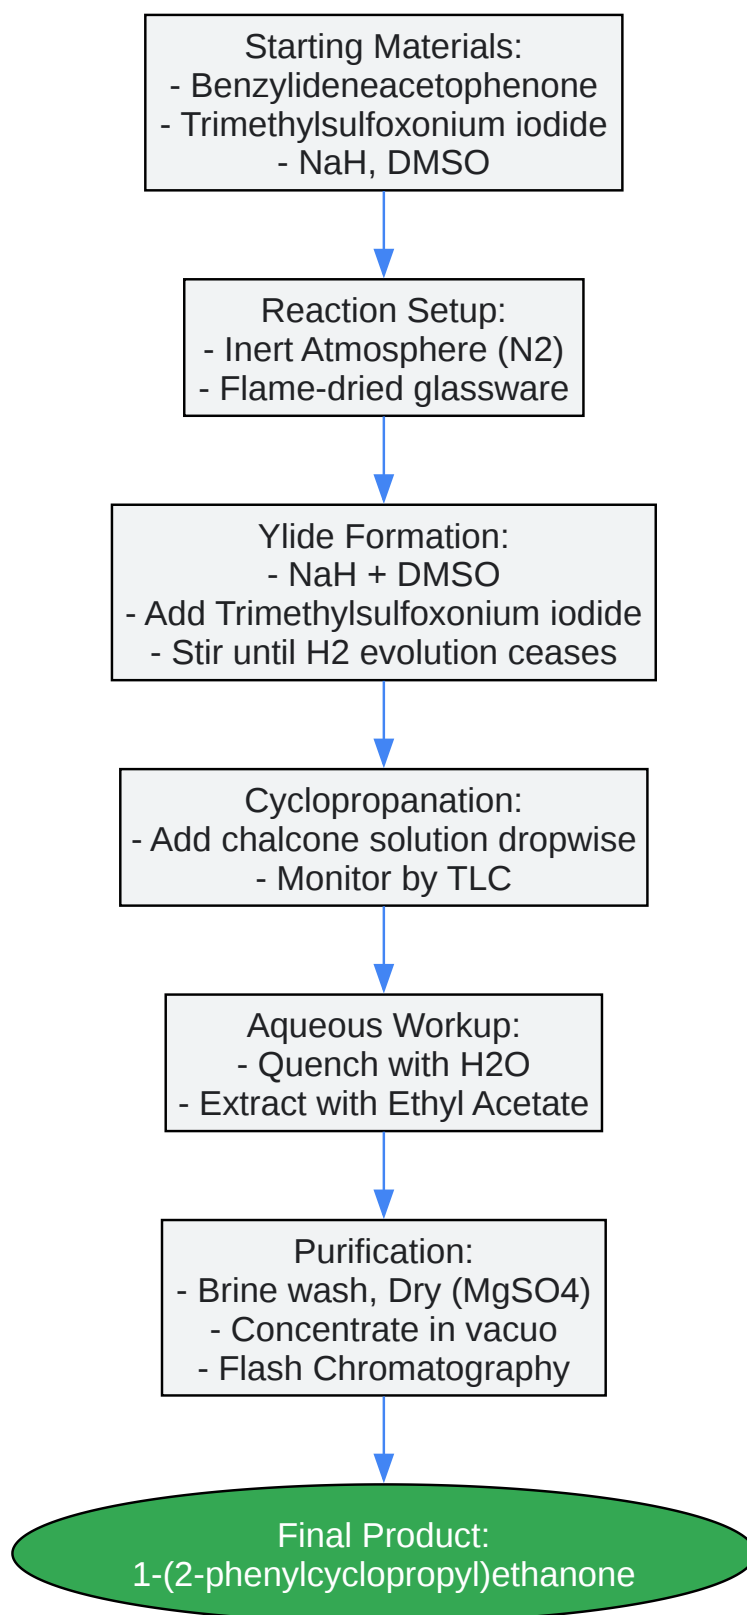 Starting Materials:
- Benzylideneacetophenone
- Trimethylsulfoxonium iodide
- NaH, DMSO
Reaction Setup:
- Inert Atmosphere (N2)
- Flame-dried glassware
Ylide Formation:
- NaH + DMSO
- Add Trimethylsulfoxonium iodide
- Stir until H2 evolution ceases
Cyclopropanation:
- Add chalcone solution dropwise
- Monitor by TLC
Aqueous Workup:
- Quench with H2O
- Extract with Ethyl Acetate
Purification:
- Brine wash, Dry (MgSO4)
- Concentrate in vacuo
- Flash Chromatography
Final Product:
1-(2-phenylcyclopropyl)ethanone